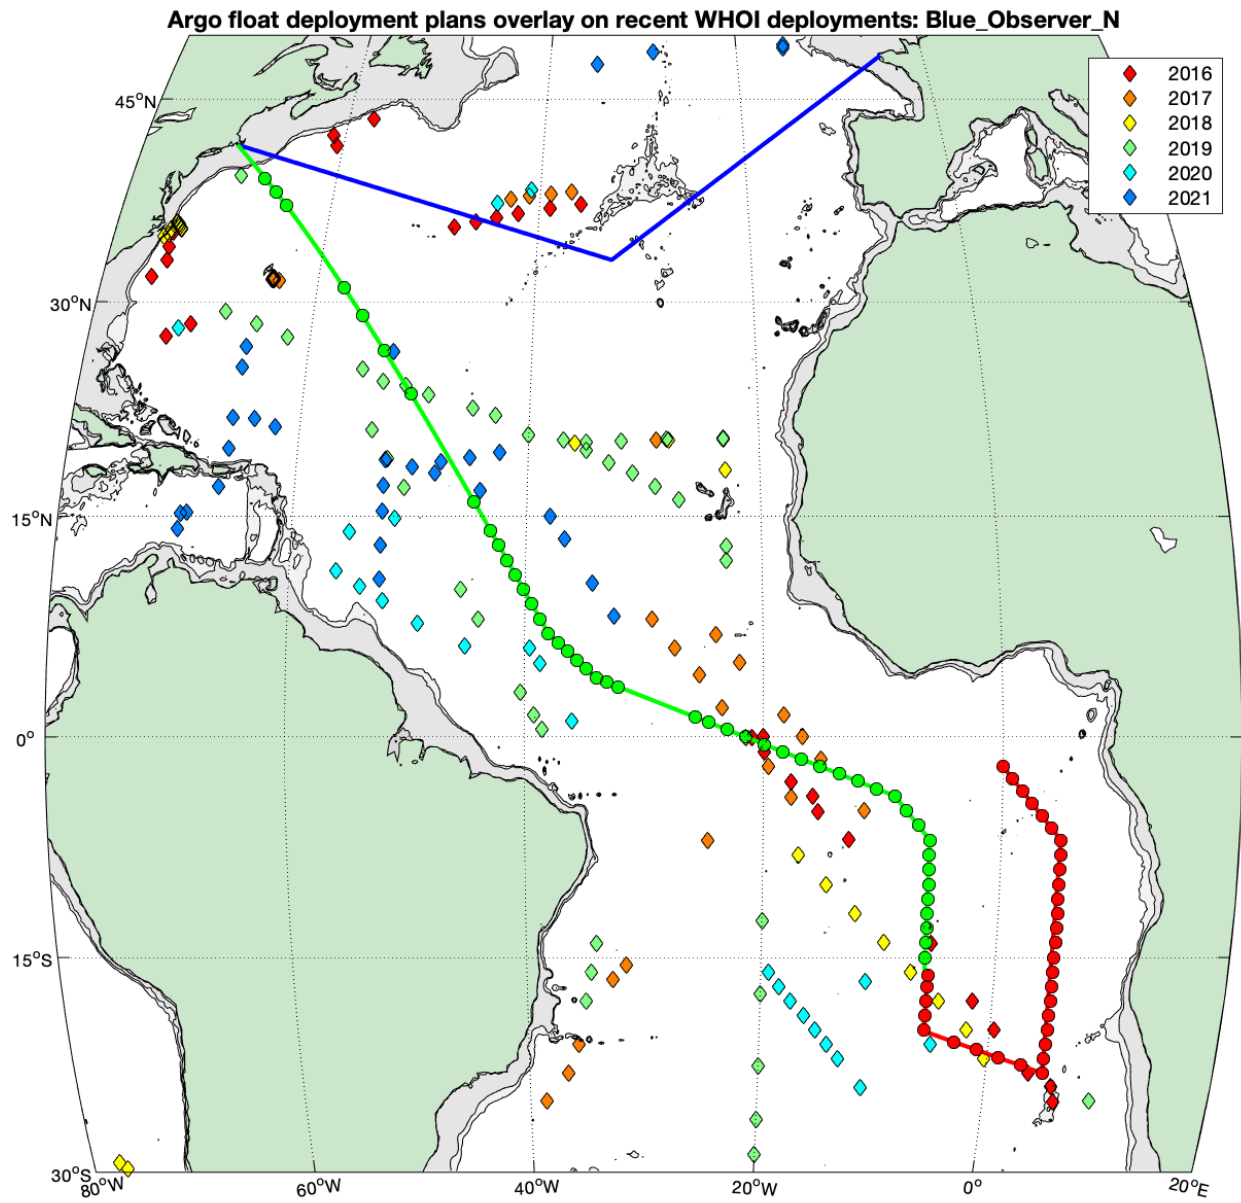 Argo float deployment plans overlay on recent WHOI deployments: Blue_Observer_N
2016
2017
2018
2019
2020
2021
45°N
30°N
15°N
0°
15°S
30°S
80°W
60°W
40°W
20°W
0°
20°E